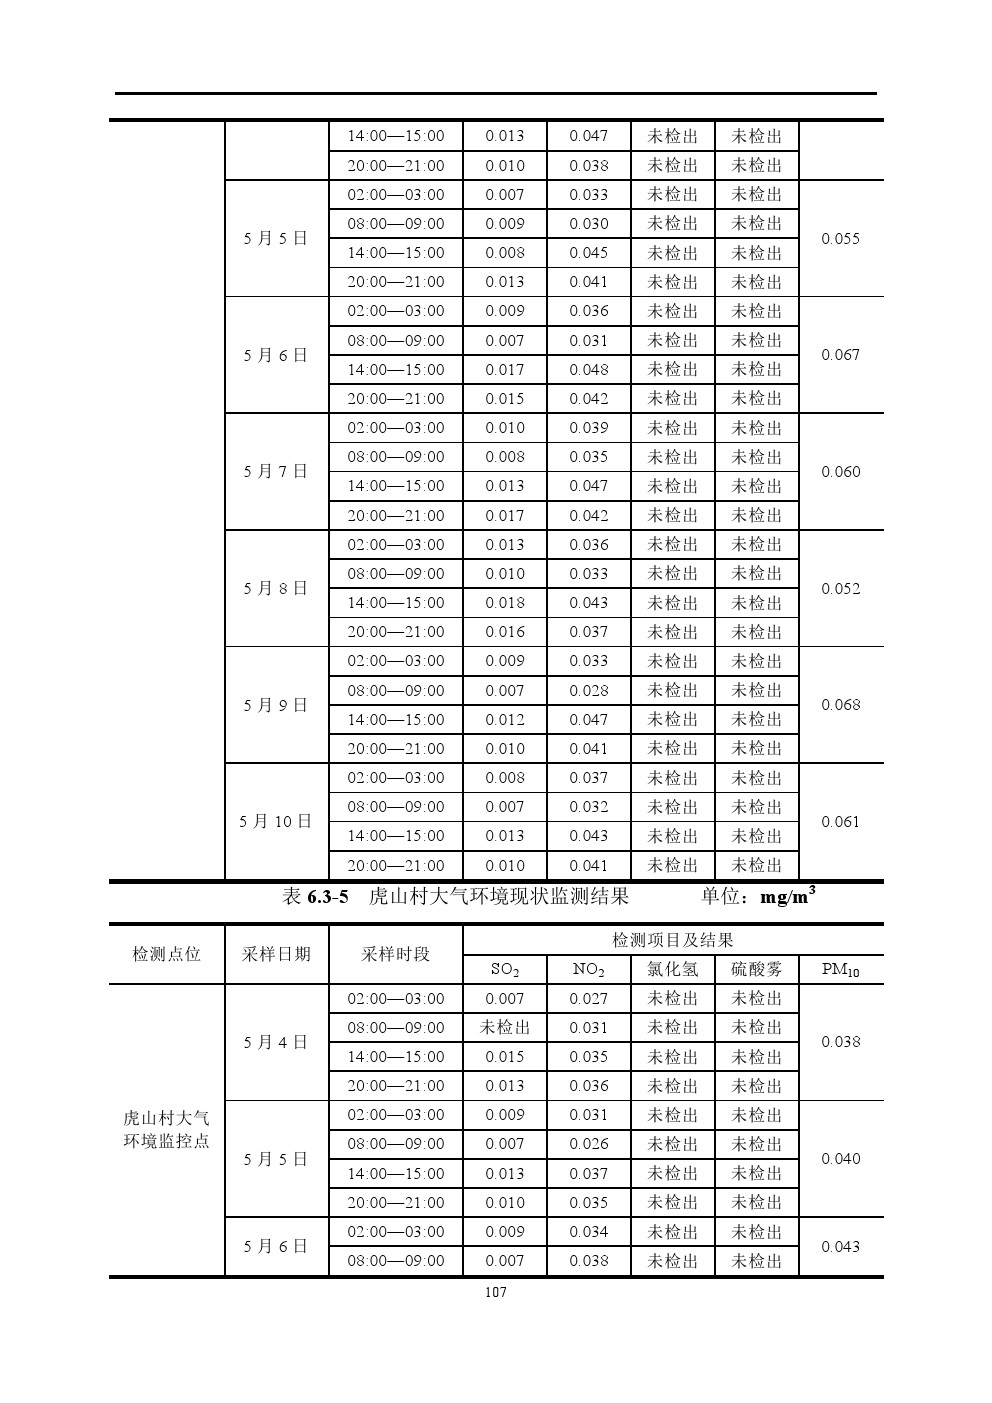 14:00—15:00 0.013 0.047 未检出 未检出
20:00—21:00 0.010 0.038 未检出 未检出
5 月 5 日 02:00—03:00 0.007 0.033 未检出 未检出 0.055
08:00—09:00 0.009 0.030 未检出 未检出
14:00—15:00 0.008 0.045 未检出 未检出
20:00—21:00 0.013 0.041 未检出 未检出
5 月 6 日 02:00—03:00 0.009 0.036 未检出 未检出 0.067
08:00—09:00 0.007 0.031 未检出 未检出
14:00—15:00 0.017 0.048 未检出 未检出
20:00—21:00 0.015 0.042 未检出 未检出
5 月 7 日 02:00—03:00 0.010 0.039 未检出 未检出 0.060
08:00—09:00 0.008 0.035 未检出 未检出
14:00—15:00 0.013 0.047 未检出 未检出
20:00—21:00 0.017 0.042 未检出 未检出
5 月 8 日 02:00—03:00 0.013 0.036 未检出 未检出 0.052
08:00—09:00 0.010 0.033 未检出 未检出
14:00—15:00 0.018 0.043 未检出 未检出
20:00—21:00 0.016 0.037 未检出 未检出
5 月 9 日 02:00—03:00 0.009 0.033 未检出 未检出 0.068
08:00—09:00 0.007 0.028 未检出 未检出
14:00—15:00 0.012 0.047 未检出 未检出
20:00—21:00 0.010 0.041 未检出 未检出
5 月 10 日 02:00—03:00 0.008 0.037 未检出 未检出 0.061
08:00—09:00 0.007 0.032 未检出 未检出
14:00—15:00 0.013 0.043 未检出 未检出
20:00—21:00 0.010 0.041 未检出 未检出
表 6.3-5 虎山村大气环境现状监测结果 单位：mg/m³
检测点位 采样日期 采样时段 检测项目及结果
SO₂ NO₂ 氯化氢 硫酸雾 PM₁₀
虎山村大气
环境监控点
5 月 4 日 02:00—03:00 0.007 0.027 未检出 未检出 0.038
08:00—09:00 未检出 0.031 未检出 未检出
14:00—15:00 0.015 0.035 未检出 未检出
20:00—21:00 0.013 0.036 未检出 未检出
5 月 5 日 02:00—03:00 0.009 0.031 未检出 未检出 0.040
08:00—09:00 0.007 0.026 未检出 未检出
14:00—15:00 0.013 0.037 未检出 未检出
20:00—21:00 0.010 0.035 未检出 未检出
5 月 6 日 02:00—03:00 0.009 0.034 未检出 未检出 0.043
08:00—09:00 0.007 0.038 未检出 未检出
107